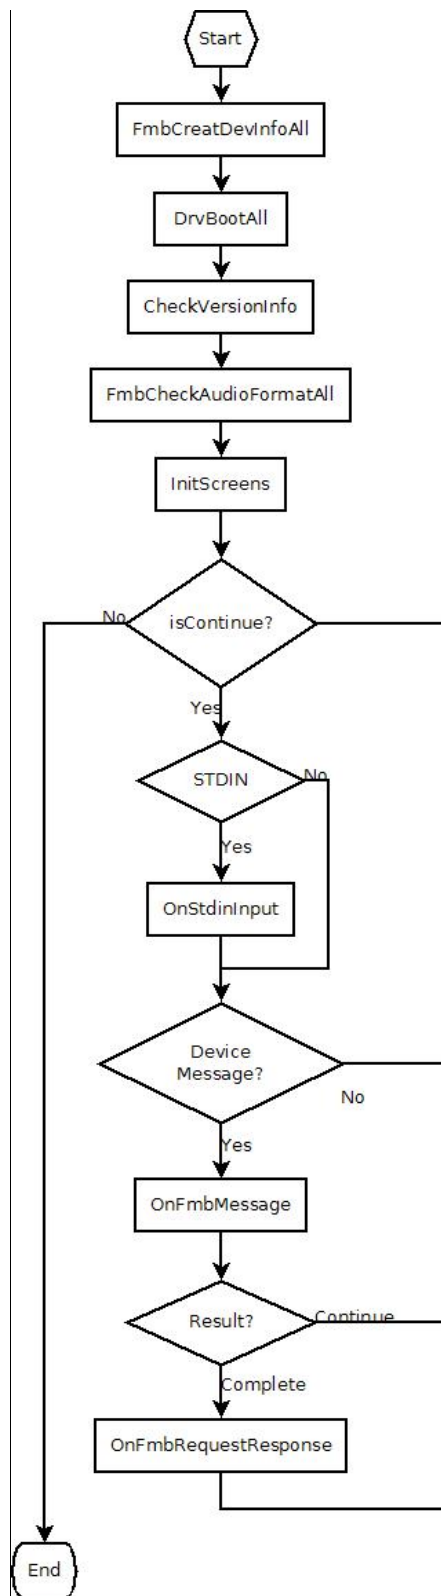 Start
FmbCreatDevInfoAll
DrvBootAll
CheckVersionInfo
FmbCheckAudioFormatAll
InitScreens
No
isContinue?
Yes
STDIN
No
Yes
OnStdinInput
Device
Message?
No
Yes
OnFmbMessage
Result?
Continue
Complete
OnFmbRequestResponse
End